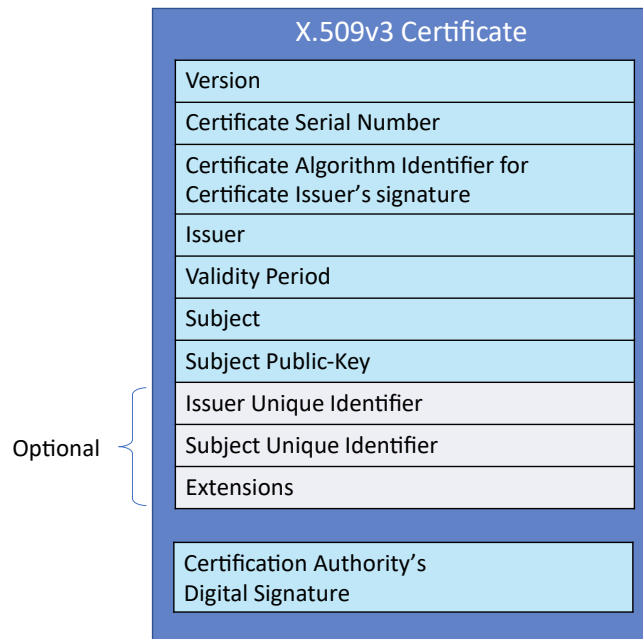 X.509v3 Certificate
Version
Certificate Serial Number
Certificate Algorithm Identifier for
Certificate Issuer’s signature
Issuer
Validity Period
Subject
Subject Public-Key
Issuer Unique Identifier
Optional
Subject Unique Identifier
Extensions
Certification Authority’s
Digital Signature